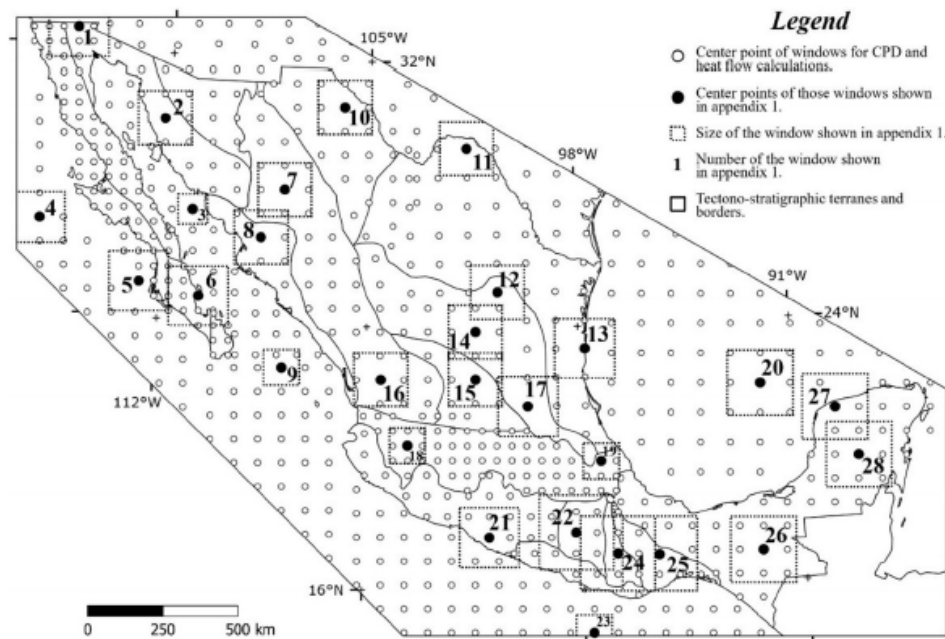 Legend
Center point of windows for CPD and
heat flow calculations.
Center points of those windows shown
in appendix 1.
Size of the window shown in appendix 1.
1 Number of the window shown
in appendix 1.
Tectono-stratigraphic terranes and
borders.
105°W
32°N
1
2
10
11
98°W
7
3
4
8
5
6
12
91°W
24°N
13
14
9
16
15
17
20
27
112°W
18
19
28
21
22
24
25
26
16°N
23
0 250 500 km